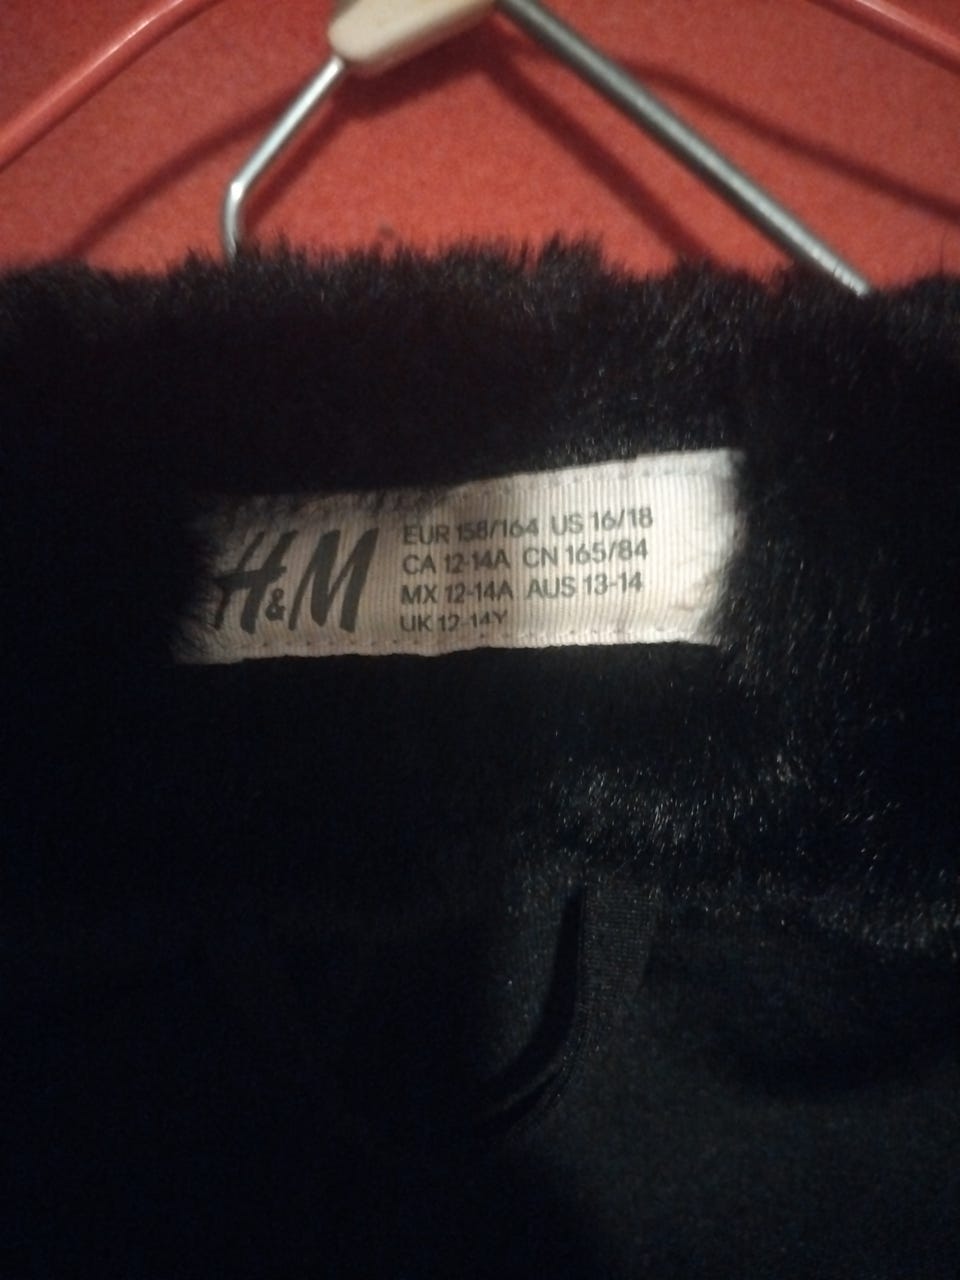 H&M
EUR 158/164 US 16/18
CA 12-14A CN 165/84
MX 12-14A AUS 13-14
UK 12-14Y